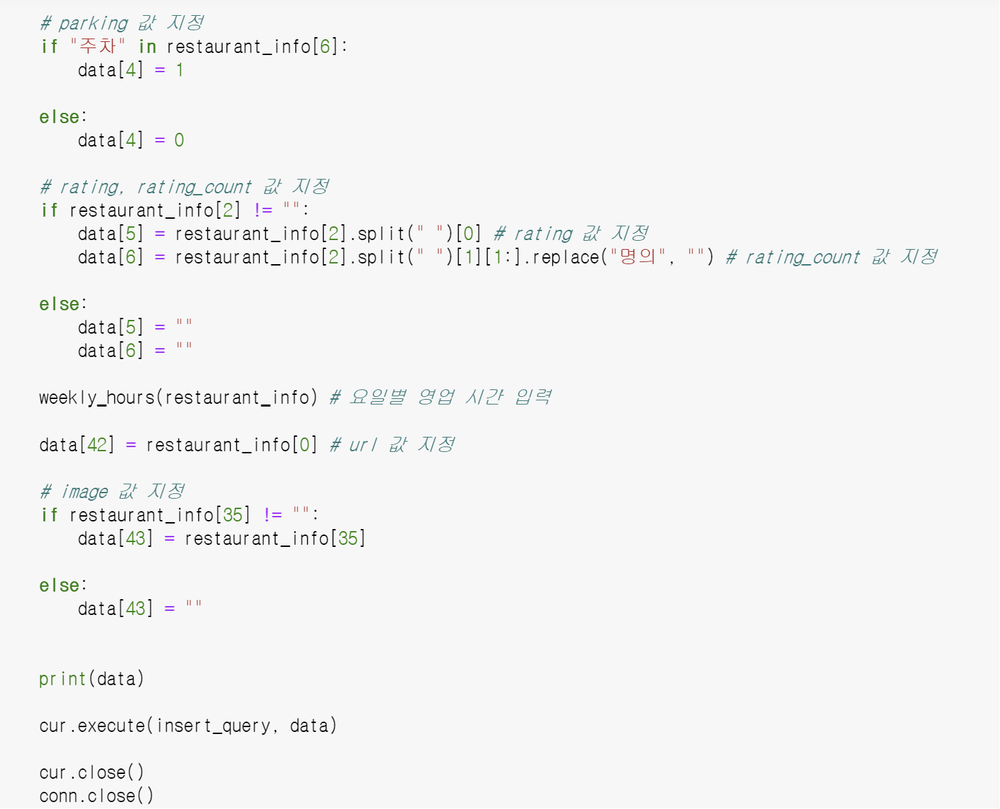 # parking 값 지정
if "주차" in restaurant_info[6]:
    data[4] = 1
else:
    data[4] = 0
# rating, rating_count 값 지정
if restaurant_info[2] != "":
    data[5] = restaurant_info[2].split(" ")[0] # rating 값 지정
    data[6] = restaurant_info[2].split(" ")[1][1:].replace("명의", "") # rating_count 값 지정
else:
    data[5] = ""
    data[6] = ""
weekly_hours(restaurant_info) # 요일별 영업 시간 입력
data[42] = restaurant_info[0] # url 값 지정
# image 값 지정
if restaurant_info[35] != "":
    data[43] = restaurant_info[35]
else:
    data[43] = ""
print(data)
cur.execute(insert_query, data)
cur.close()
conn.close()